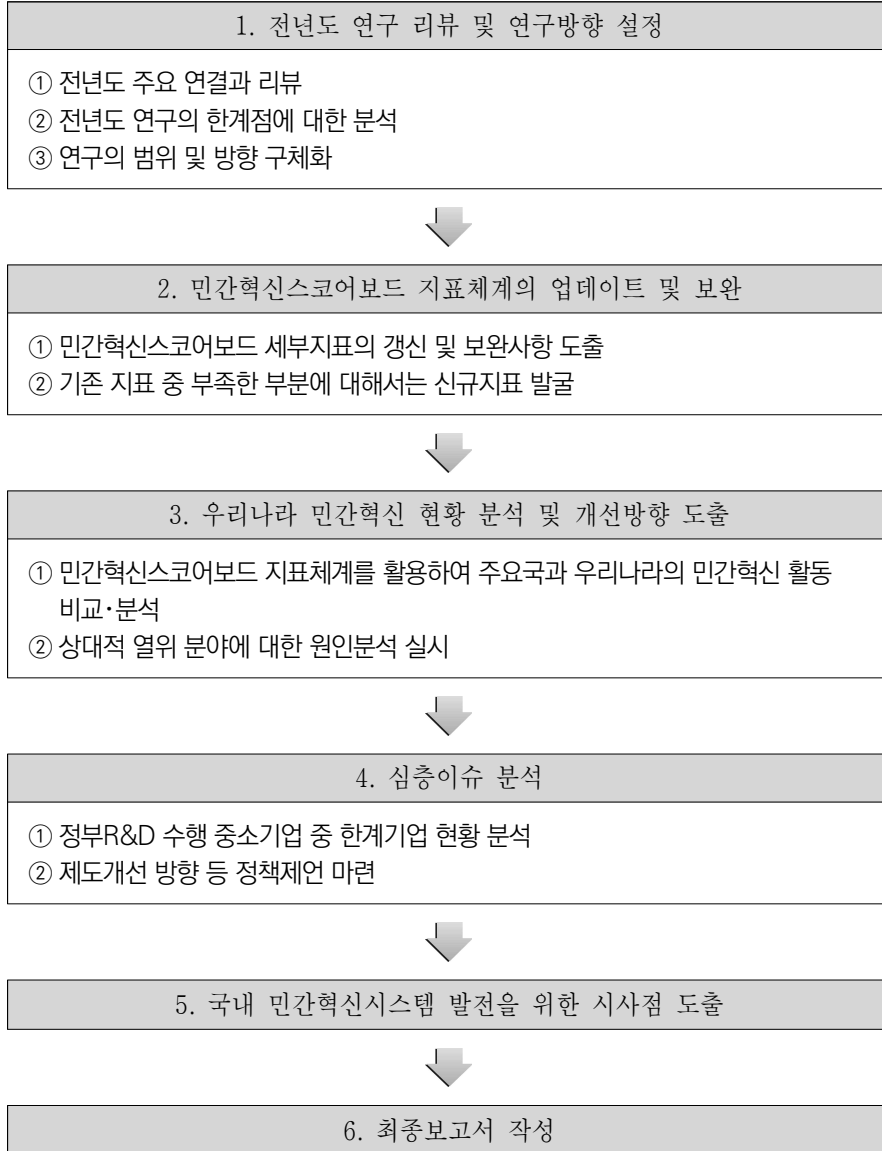 1. 전년도 연구 리뷰 및 연구방향 설정
① 전년도 주요 연결과 리뷰
② 전년도 연구의 한계점에 대한 분석
③ 연구의 범위 및 방향 구체화
2. 민간혁신스코어보드 지표체계의 업데이트 및 보완
① 민간혁신스코어보드 세부지표의 갱신 및 보완사항 도출
② 기존 지표 중 부족한 부분에 대해서는 신규지표 발굴
3. 우리나라 민간혁신 현황 분석 및 개선방향 도출
① 민간혁신스코어보드 지표체계를 활용하여 주요국과 우리나라의 민간혁신 활동
비교·분석
② 상대적 열위 분야에 대한 원인분석 실시
4. 심층이슈 분석
① 정부R&D 수행 중소기업 중 한계기업 현황 분석
② 제도개선 방향 등 정책제언 마련
5. 국내 민간혁신시스템 발전을 위한 시사점 도출
6. 최종보고서 작성